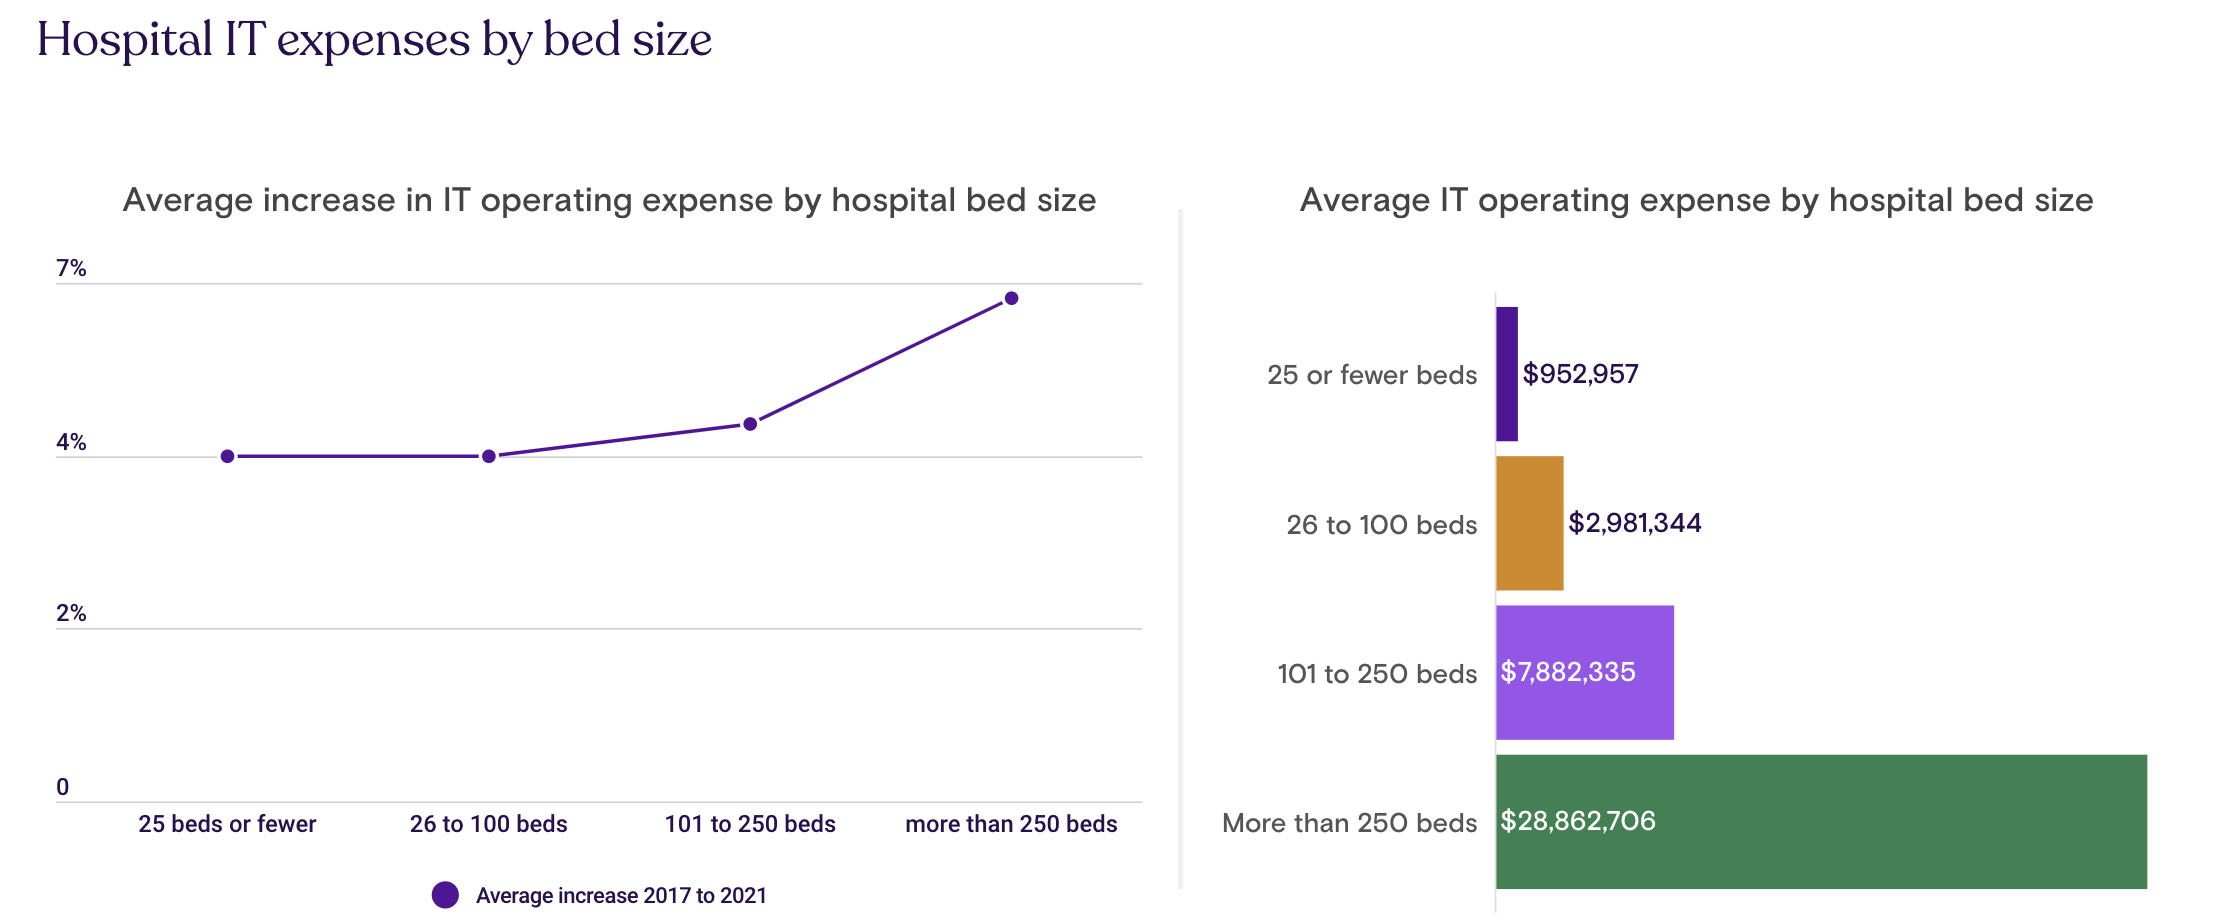 Hospital IT expenses by bed size
Average increase in IT operating expense by hospital bed size
7%
4%
2%
0
25 beds or fewer
26 to 100 beds
101 to 250 beds
more than 250 beds
Average increase 2017 to 2021
Average IT operating expense by hospital bed size
25 or fewer beds
$952,957
26 to 100 beds
$2,981,344
101 to 250 beds
$7,882,335
More than 250 beds
$28,862,706